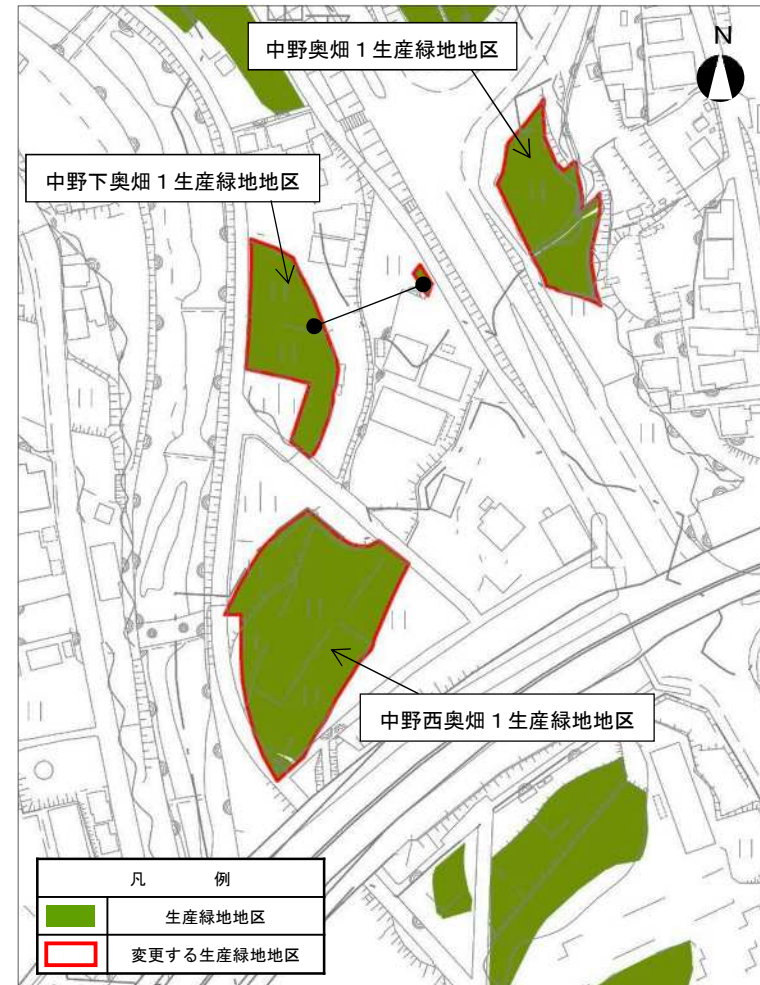 中野奥畑１生産緑地地区
N
中野下奥畑１生産緑地地区
中野西奥畑１生産緑地地区
凡 例
生産緑地地区
変更する生産緑地地区